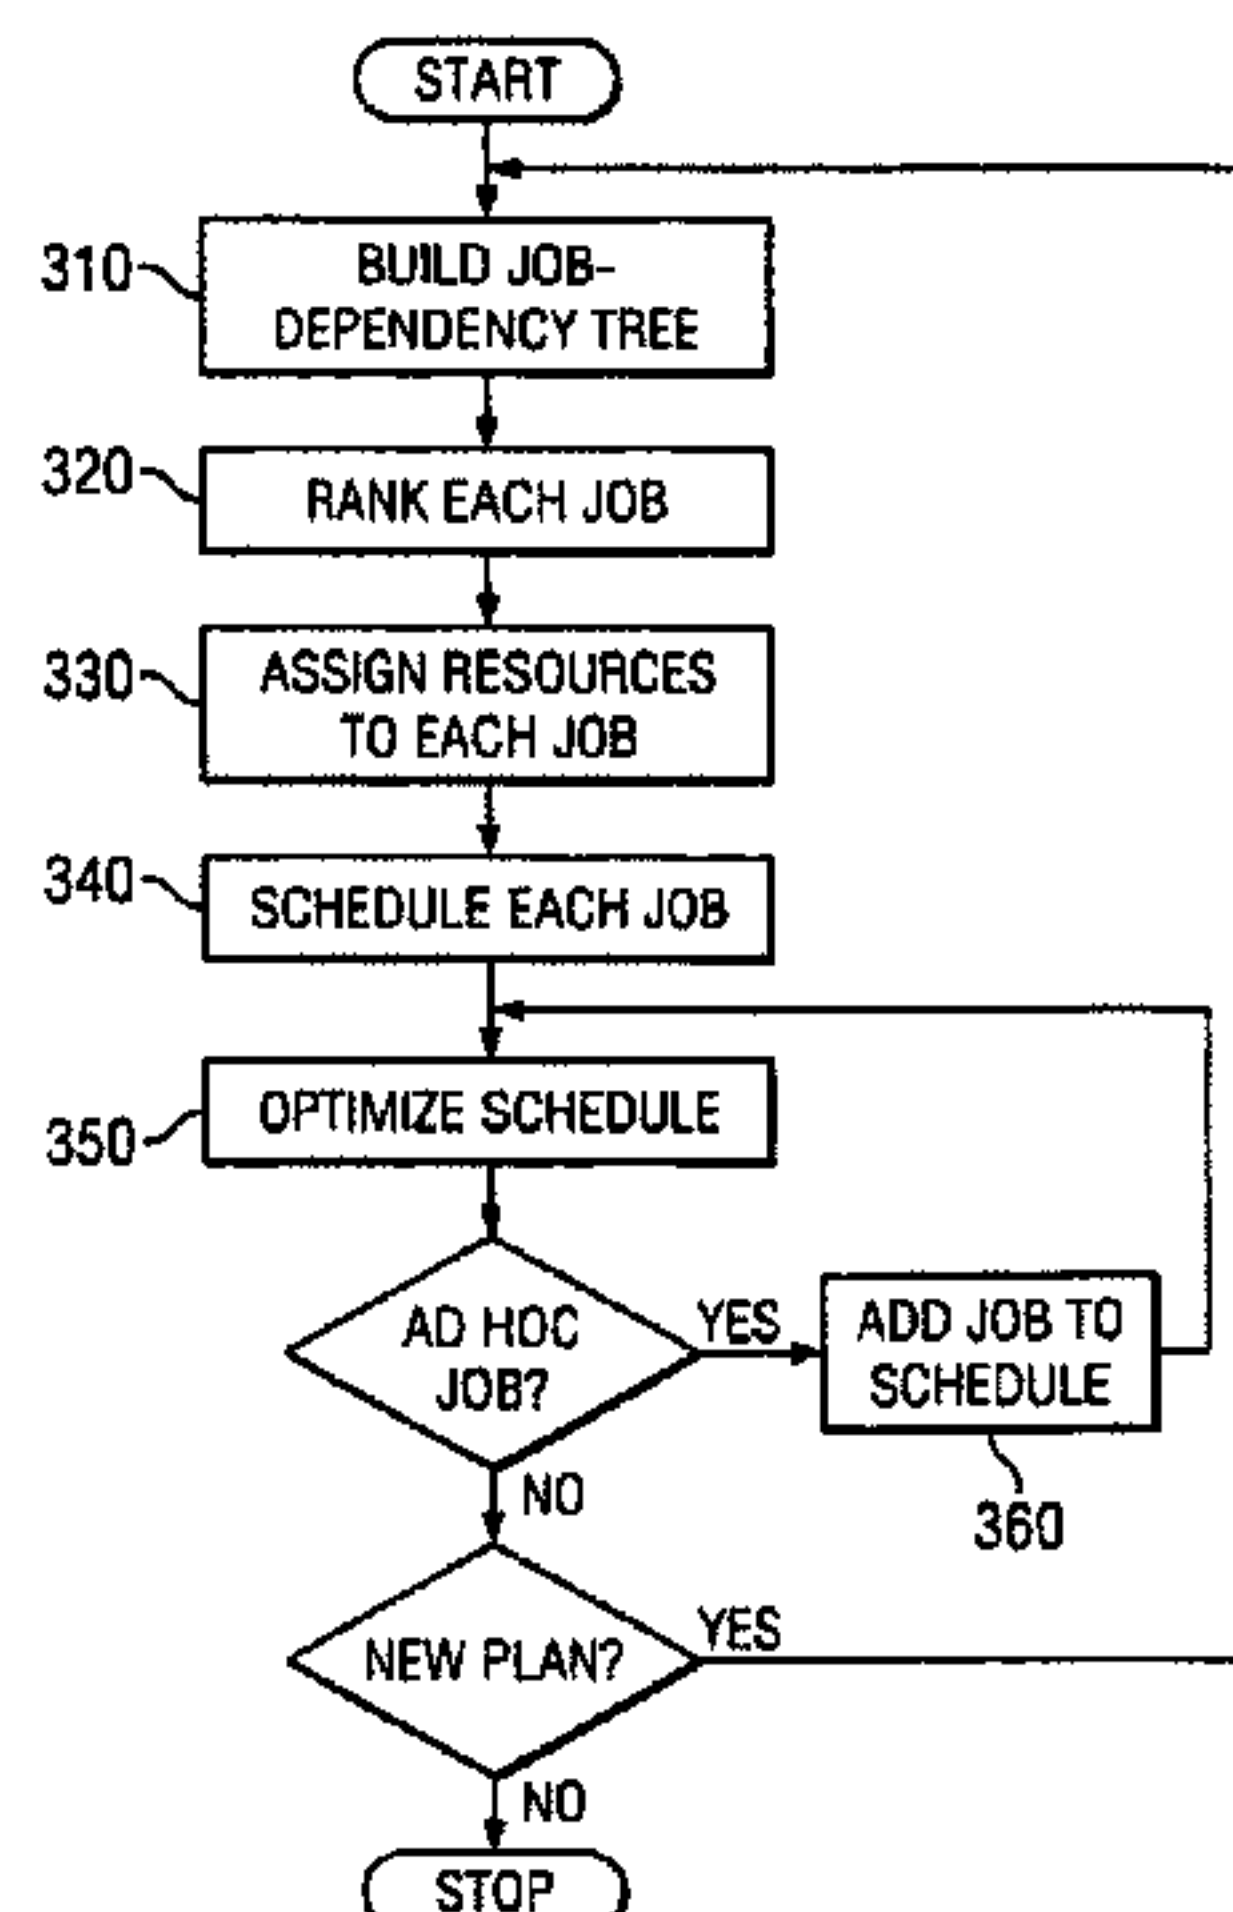 START
310
BUILD JOB-
DEPENDENCY TREE
320
RANK EACH JOB
330
ASSIGN RESOURCES
TO EACH JOB
340
SCHEDULE EACH JOB
350
OPTIMIZE SCHEDULE
AD HOC
JOB?
YES
ADD JOB TO
SCHEDULE
360
NO
NEW PLAN?
YES
NO
STOP